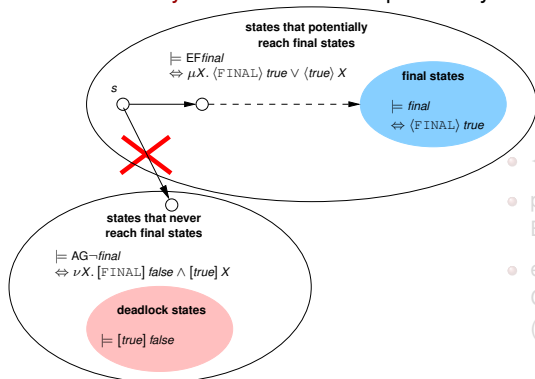 states that potentially
reach final states
⊨ EFfinal
⇔ μX. ⟨FINAL⟩ true ∨ ⟨true⟩ X
s
final states
⊨ final
⇔ ⟨FINAL⟩ true
states that never
reach final states
⊨ AG¬final
⇔ νX. [FINAL] false ∧ [true] X
deadlock states
⊨ [true] false